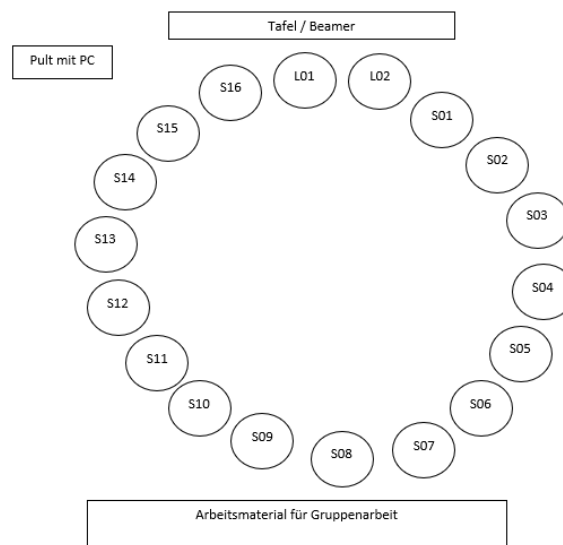 Tafel / Beamer
Pult mit PC
L01
L02
S16
S01
S15
S02
S14
S03
S13
S04
S12
S05
S11
S06
S10
S09
S07
S08
Arbeitsmaterial für Gruppenarbeit